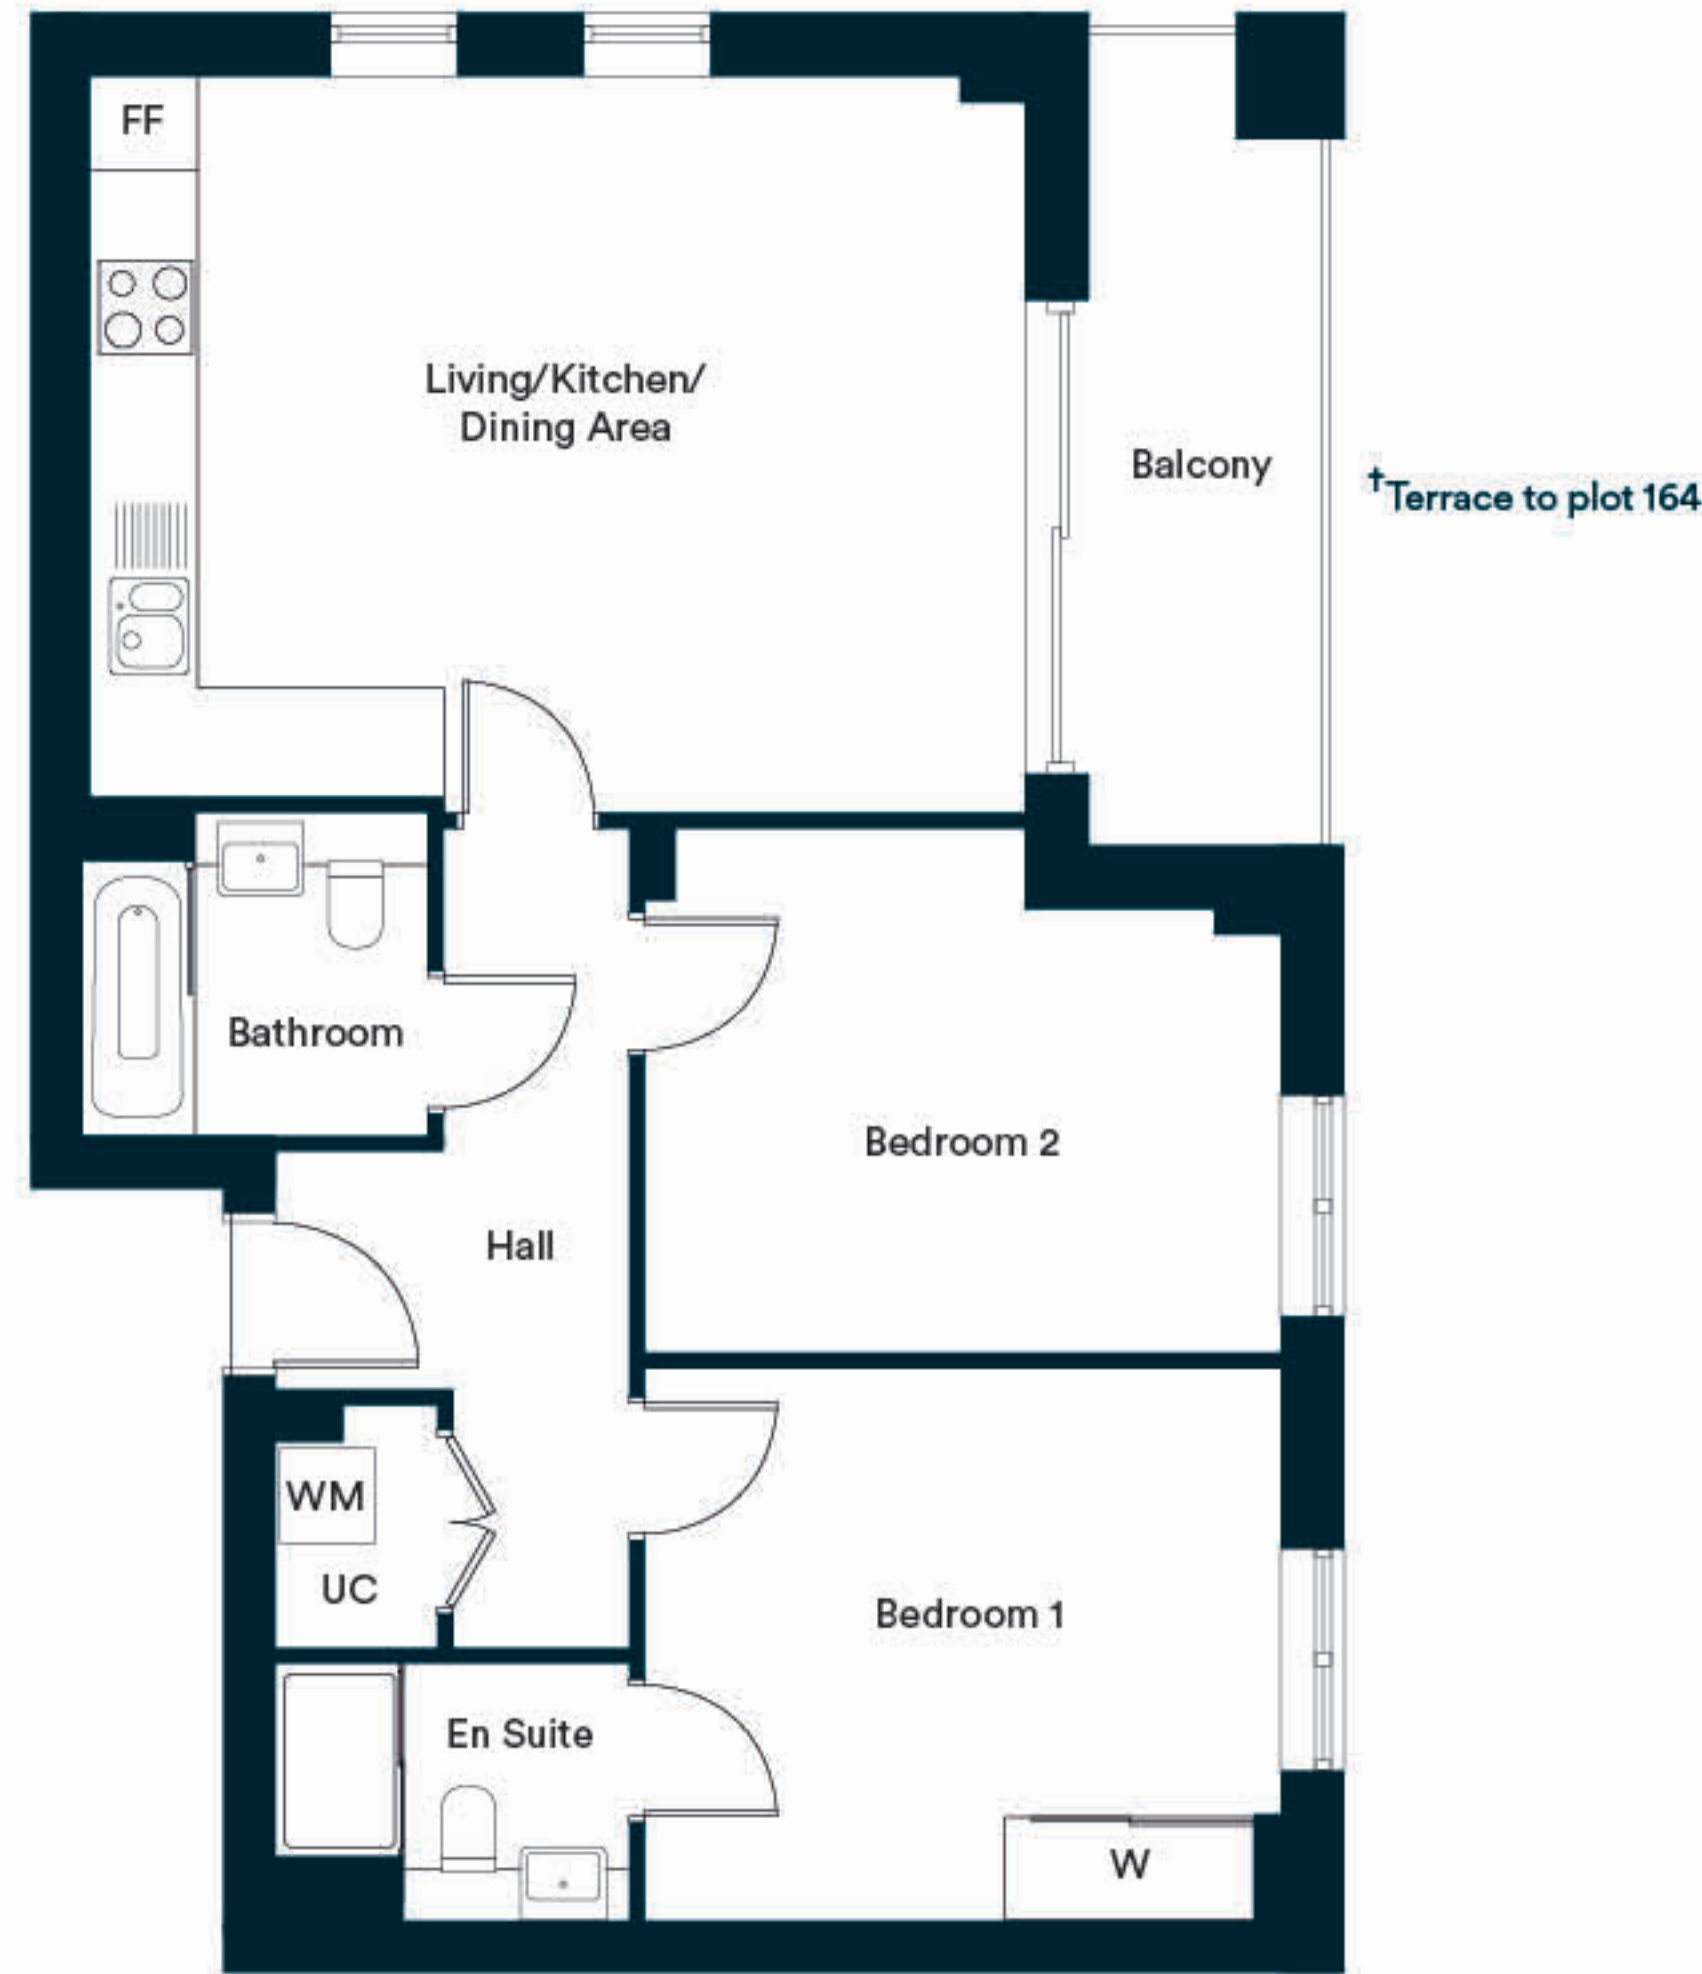 FF
Living/Kitchen/
Dining Area
Balcony
†Terrace to plot 164
Bathroom
Bedroom 2
Hall
WM
UC
Bedroom 1
En Suite
W